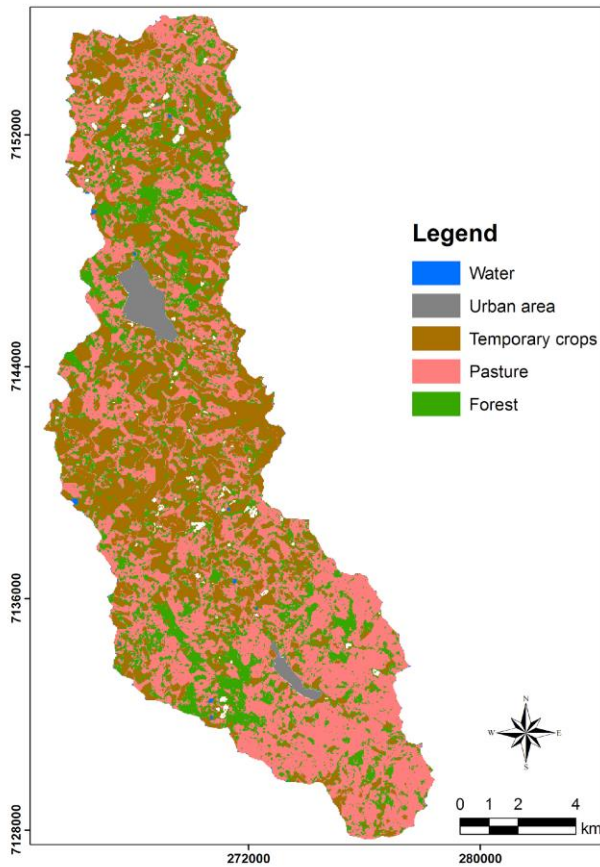 7152000
7144000
7136000
7128000
Legend
Water
Urban area
Temporary crops
Pasture
Forest
N
W E
S
0 1 2 4
km
272000 280000